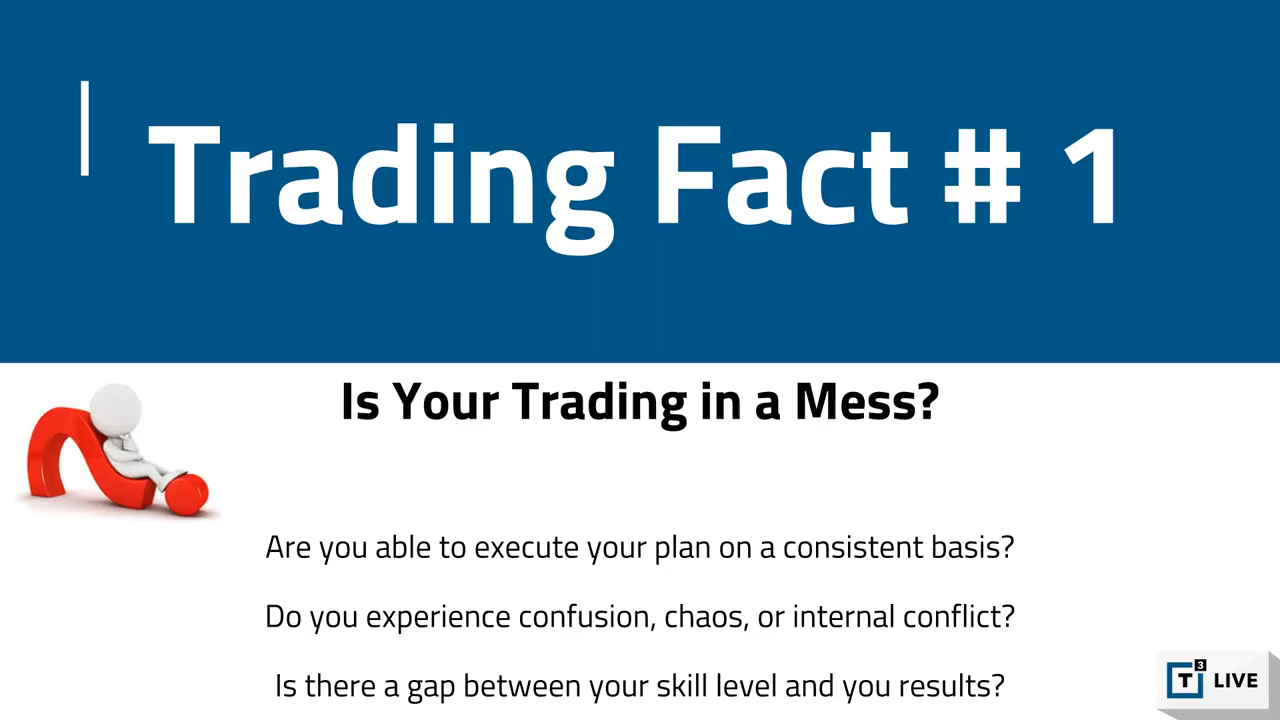 Trading Fact # 1
Is Your Trading in a Mess?
Are you able to execute your plan on a consistent basis?
Do you experience confusion, chaos, or internal conflict?
Is there a gap between your skill level and you results?
T3 LIVE